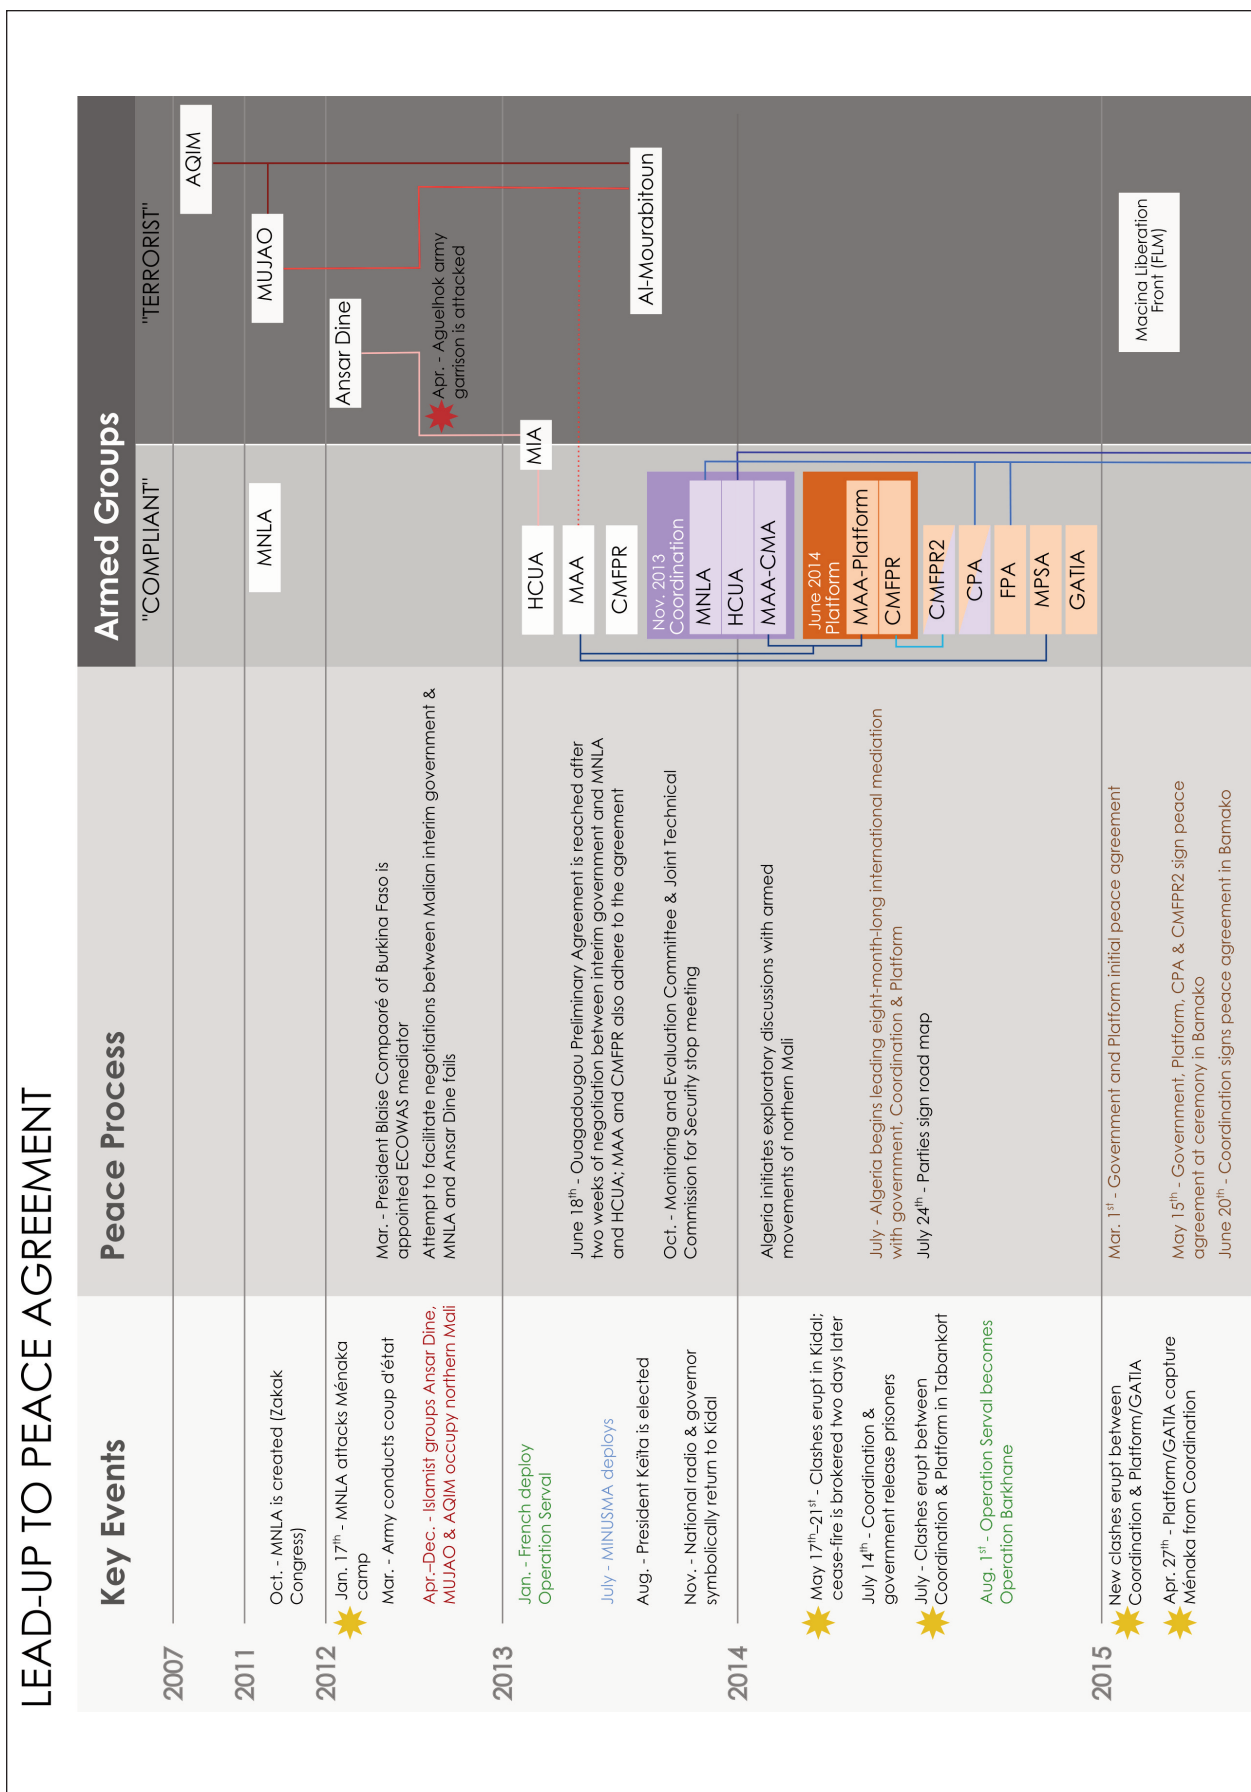 LEAD-UP TO PEACE AGREEMENT
Key Events
Peace Process
Armed Groups
"COMPLIANT"
"TERRORIST"
2007
AQIM
2011
Oct. - MNLA is created (Zakak
Congress)
MNLA
MUJAO
2012
Jan. 17th - MNLA attacks Ménaka
camp
Mar. - Army conducts coup d'état
Apr.–Dec. - Islamist groups Ansar Dine,
MUJAO & AQIM occupy northern Mali
Mar. - President Blaise Compaoré of Burkina Faso is
appointed ECOWAS mediator
Attempt to facilitate negotiations between Malian interim government &
MNLA and Ansar Dine fails
Ansar Dine
Apr. - Aguelhok army
garrison is attacked
2013
Jan. - French deploy
Operation Serval
July - MINUSMA deploys
Aug. - President Keïta is elected
Nov. - National radio & governor
symbolically return to Kidal
June 18th - Ouagadougou Preliminary Agreement is reached after
two weeks of negotiation between interim government and MNLA
and HCUA; MAA and CMFPR also adhere to the agreement
Oct. - Monitoring and Evaluation Committee & Joint Technical
Commission for Security stop meeting
HCUA
MIA
MAA
CMFPR
Al-Mourabitoun
Nov. 2013
Coordination
MNLA
HCUA
MAA-CMA
2014
May 17th–21st - Clashes erupt in Kidal;
cease-fire is brokered two days later
July 14th - Coordination &
government release prisoners
July - Clashes erupt between
Coordination & Platform in Tabankort
Aug. 1st - Operation Serval becomes
Operation Barkhane
Algeria initiates exploratory discussions with armed
movements of northern Mali
July - Algeria begins leading eight-month-long international mediation
with government, Coordination & Platform
July 24th - Parties sign road map
June 2014
Platform
MAA-Platform
CMFPR
CMFPR2
CPA
FPA
MPSA
GATIA
2015
New clashes erupt between
Coordination & Platform/GATIA
Apr. 27th - Platform/GATIA capture
Ménaka from Coordination
Mar. 1st - Government and Platform initial peace agreement
May 15th - Government, Platform, CPA & CMFPR2 sign peace
agreement at ceremony in Bamako
June 20th - Coordination signs peace agreement in Bamako
Macina Liberation
Front (FLM)